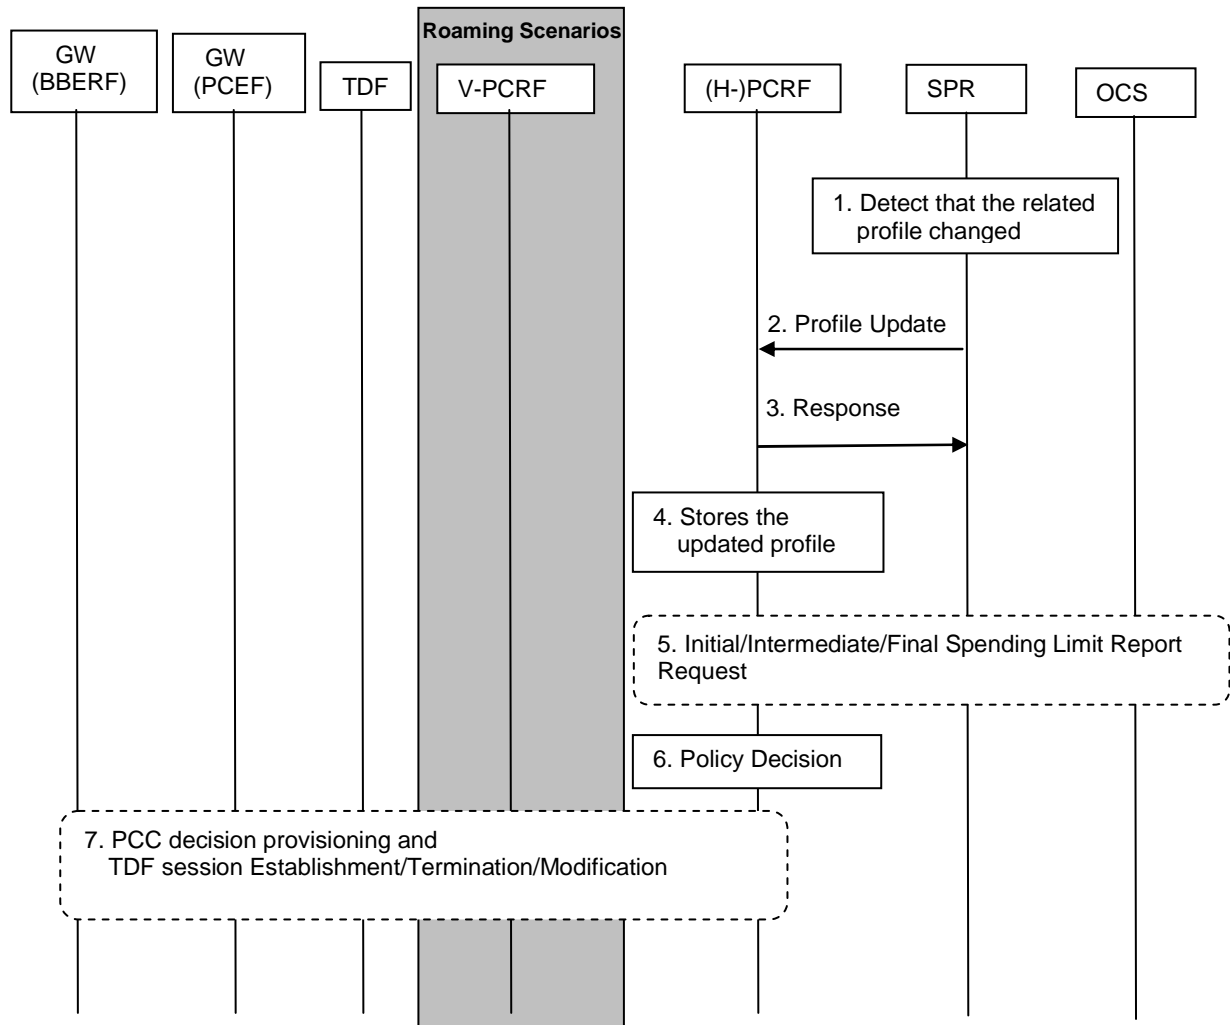 Roaming Scenarios
GW
(BBERF)
GW
(PCEF)
TDF
V-PCRF
(H-)PCRF
SPR
OCS
1. Detect that the related
profile changed
2. Profile Update
3. Response
4. Stores the
updated profile
5. Initial/Intermediate/Final Spending Limit Report
Request
6. Policy Decision
7. PCC decision provisioning and
TDF session Establishment/Termination/Modification